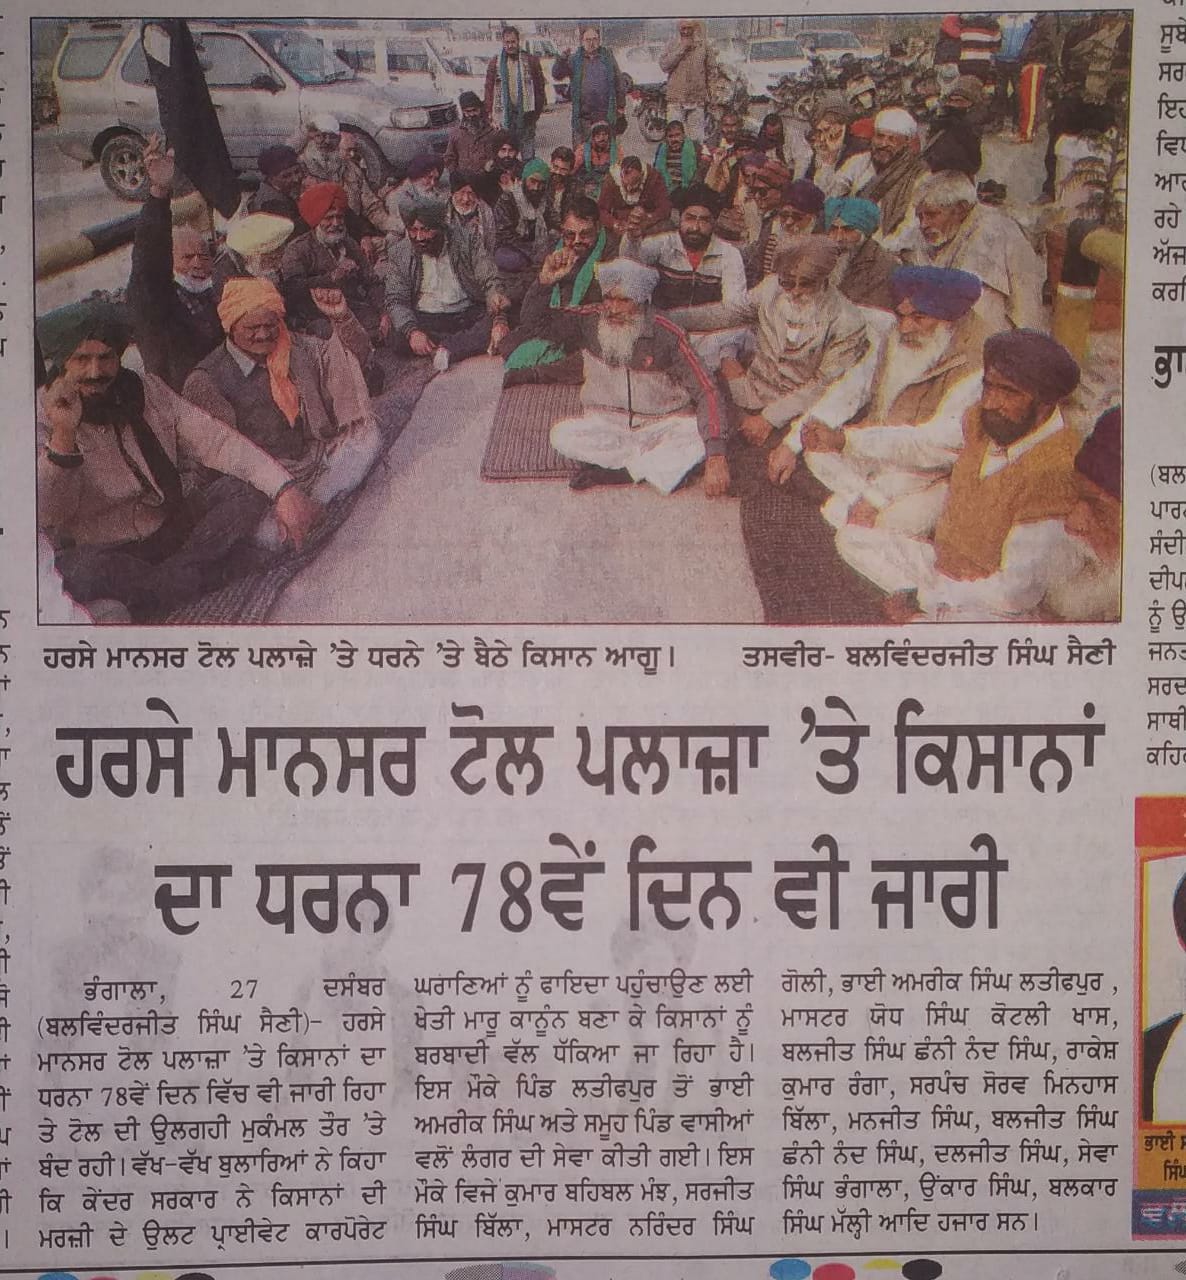 ਹਰਸੇ ਮਾਨਸਰ ਟੋਲ ਪਲਾਜ਼ੇ ’ਤੇ ਧਰਨੇ ’ਤੇ ਬੈਠੇ ਕਿਸਾਨ ਆਗੂ। ਤਸਵੀਰ- ਬਲਵਿੰਦਰਜੀਤ ਸਿੰਘ ਸੈਣੀ
ਹਰਸੇ ਮਾਨਸਰ ਟੋਲ ਪਲਾਜ਼ਾ ’ਤੇ ਕਿਸਾਨਾਂ
ਦਾ ਧਰਨਾ 78ਵੇਂ ਦਿਨ ਵੀ ਜਾਰੀ
ਭੰਗਾਲਾ, 27 ਦਸੰਬਰ
(ਬਲਵਿੰਦਰਜੀਤ ਸਿੰਘ ਸੈਣੀ)- ਹਰਸੇ
ਮਾਨਸਰ ਟੋਲ ਪਲਾਜ਼ਾ ’ਤੇ ਕਿਸਾਨਾਂ ਦਾ
ਧਰਨਾ 78ਵੇਂ ਦਿਨ ਵਿੱਚ ਵੀ ਜਾਰੀ ਰਿਹਾ
ਤੇ ਟੋਲ ਦੀ ਉਲਗਹੀ ਮੁਕੰਮਲ ਤੌਰ ’ਤੇ
ਬੰਦ ਰਹੀ। ਵੱਖ-ਵੱਖ ਬੁਲਾਰਿਆਂ ਨੇ ਕਿਹਾ
ਕਿ ਕੇਂਦਰ ਸਰਕਾਰ ਨੇ ਕਿਸਾਨਾਂ ਦੀ
ਮਰਜ਼ੀ ਦੇ ਉਲਟ ਪ੍ਰਾਈਵੇਟ ਕਾਰਪੋਰੇਟ
ਘਰਾਣਿਆਂ ਨੂੰ ਫਾਇਦਾ ਪਹੁੰਚਾਉਣ ਲਈ
ਖੇਤੀ ਮਾਰੂ ਕਾਨੂੰਨ ਬਣਾ ਕੇ ਕਿਸਾਨਾਂ ਨੂੰ
ਬਰਬਾਦੀ ਵੱਲ ਧੱਕਿਆ ਜਾ ਰਿਹਾ ਹੈ।
ਇਸ ਮੌਕੇ ਪਿੰਡ ਲਤੀਫਪੁਰ ਤੋਂ ਭਾਈ
ਅਮਰੀਕ ਸਿੰਘ ਅਤੇ ਸਮੂਹ ਪਿੰਡ ਵਾਸੀਆਂ
ਵਲੋਂ ਲੰਗਰ ਦੀ ਸੇਵਾ ਕੀਤੀ ਗਈ। ਇਸ
ਮੌਕੇ ਵਿਜੇ ਕੁਮਾਰ ਬਹਿਬਲ ਮੰਝ, ਸਰਜੀਤ
ਸਿੰਘ ਬਿੱਲਾ, ਮਾਸਟਰ ਨਰਿੰਦਰ ਸਿੰਘ
ਗੋਲੀ, ਭਾਈ ਅਮਰੀਕ ਸਿੰਘ ਲਤੀਫਪੁਰ ,
ਮਾਸਟਰ ਯੋਧ ਸਿੰਘ ਕੋਟਲੀ ਖਾਸ,
ਬਲਜੀਤ ਸਿੰਘ ਛੰਨੀ ਨੰਦ ਸਿੰਘ, ਰਾਕੇਸ਼
ਕੁਮਾਰ ਰੰਗਾ, ਸਰਪੰਚ ਸੋਰਵ ਮਿਨਹਾਸ
ਬਿੱਲਾ, ਮਨਜੀਤ ਸਿੰਘ, ਬਲਜੀਤ ਸਿੰਘ
ਛੰਨੀ ਨੰਦ ਸਿੰਘ, ਦਲਜੀਤ ਸਿੰਘ, ਸੇਵਾ
ਸਿੰਘ ਭੰਗਾਲਾ, ਉਂਕਾਰ ਸਿੰਘ, ਬਲਕਾਰ
ਸਿੰਘ ਮੱਲ੍ਹੀ ਆਦਿ ਹਜਾਰ ਸਨ।